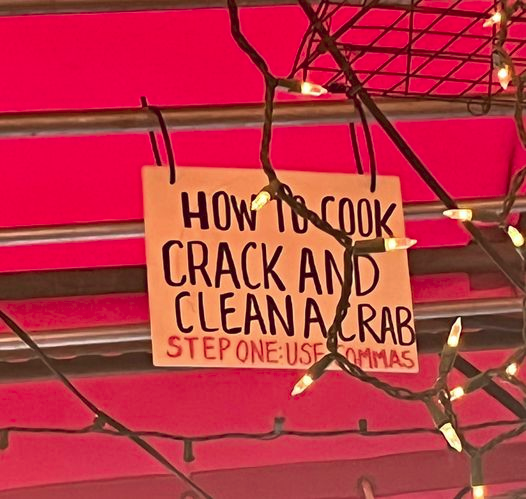 HOW TO COOK
CRACK AND
CLEAN A CRAB
STEP ONE: USE COMMAS